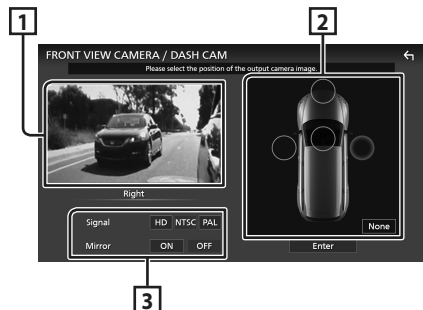 1
2
FRONT VIEW CAMERA / DASH CAM
Please select the position of the output camera image.
Right
Signal HD NTSC PAL
Mirror ON OFF
None
Enter
3